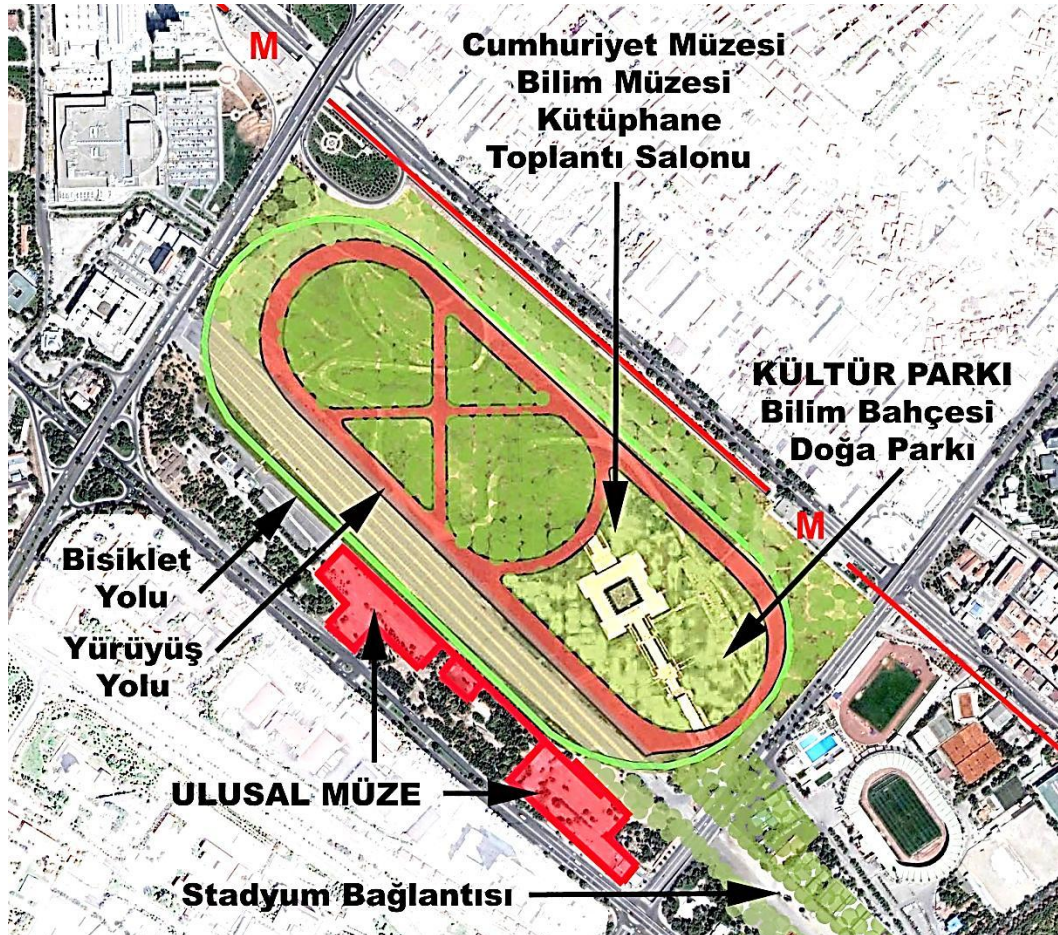 M
Cumhuriyet Müzesi
Bilim Müzesi
Kütüphane
Toplantı Salonu
KÜLTÜR PARKI
Bilim Bahçesi
Doğa Parkı
M
Bisiklet
Yolu
Yürüyüş
Yolu
ULUSAL MÜZE
Stadyum Bağlantısı